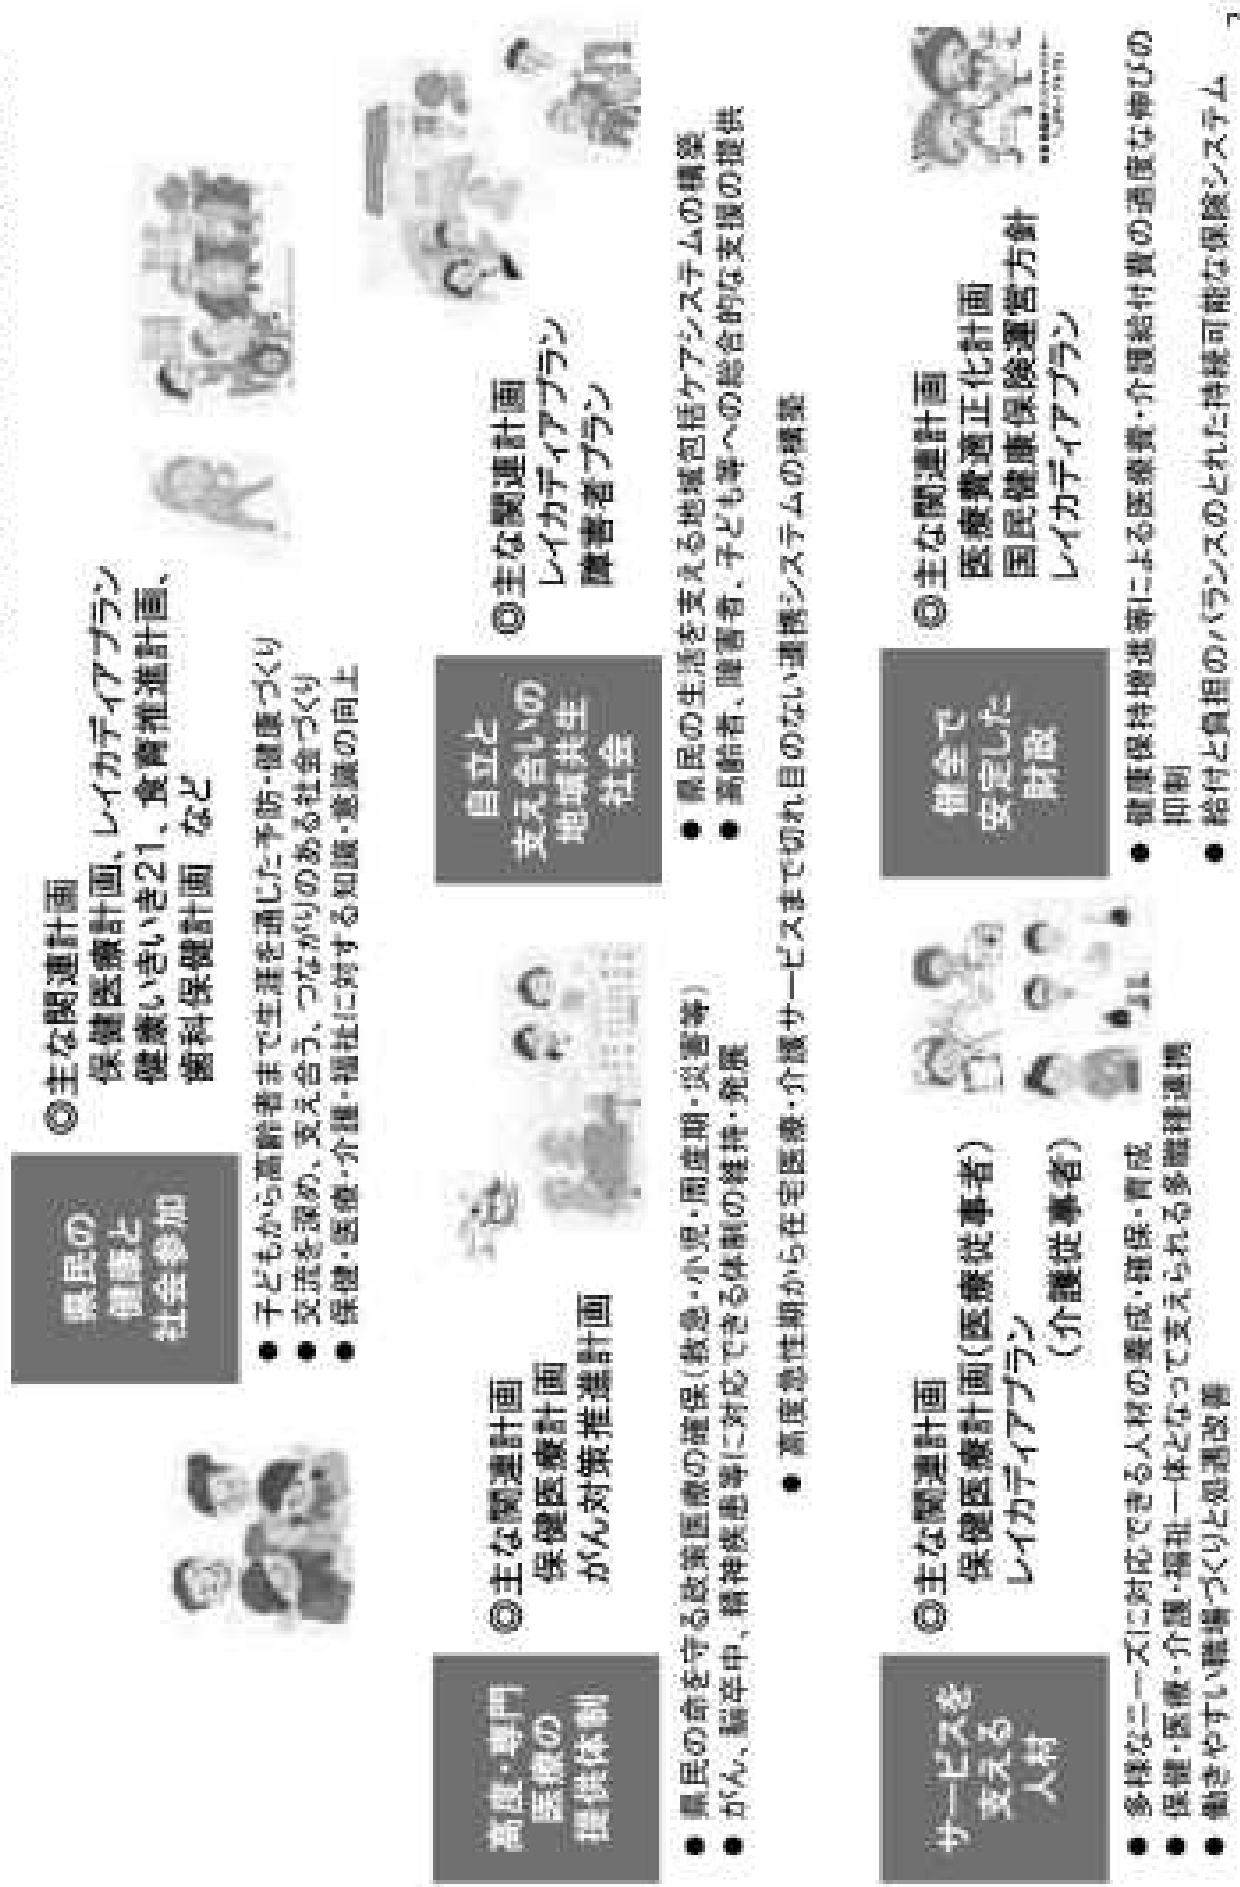 県民の
健康と
社会参加
◎主な関連計画
保健医療計画、レイカディアプラン
健康いきいき21、食育推進計画、
歯科保健計画 など
● 子どもから高齢者まで生涯を通じた予防・健康づくり
● 交流を深め、支え合う、つながりのある社会づくり
● 保健・医療・介護・福祉に対する知識・意識の向上
高度・専門
医療の
提供体制
◎主な関連計画
保健医療計画
がん対策推進計画
● 県民の命を守る政策医療の確保(救急・小児・周産期・災害等)
● がん、脳卒中、精神疾患等に対応できる体制の維持・発展
自立と
支え合いの
地域共生
社会
◎主な関連計画
レイカディアプラン
障害者プラン
● 県民の生活を支える地域包括ケアシステムの構築
● 高齢者、障害者、子ども等への総合的な支援の提供
● 高度急性期から在宅医療・介護サービスまで切れ目のない連携システムの構築
サービスを
支える
人材
◎主な関連計画
保健医療計画(医療従事者)
レイカディアプラン
(介護従事者)
● 多様なニーズに対応できる人材の養成・確保・育成
● 保健・医療・介護・福祉一体となって支えられる多職種連携
● 働きやすい職場づくりと処遇改善
健全で
安定した
財政
◎主な関連計画
医療費適正化計画
国民健康保険運営方針
レイカディアプラン
● 健康保持増進等による医療費・介護給付費の過度な伸びの
抑制
● 給付と負担のバランスのとれた持続可能な保険システム